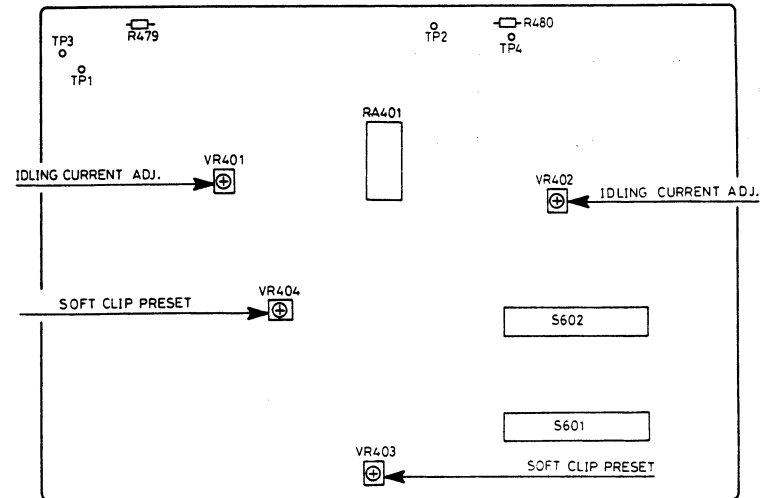 TP3
R479
TP2
R480
TP4
TP1
RA401
VR401
IDLING CURRENT ADJ.
VR402
IDLING CURRENT ADJ.
VR404
SOFT CLIP PRESET
S602
S601
VR403
SOFT CLIP PRESET